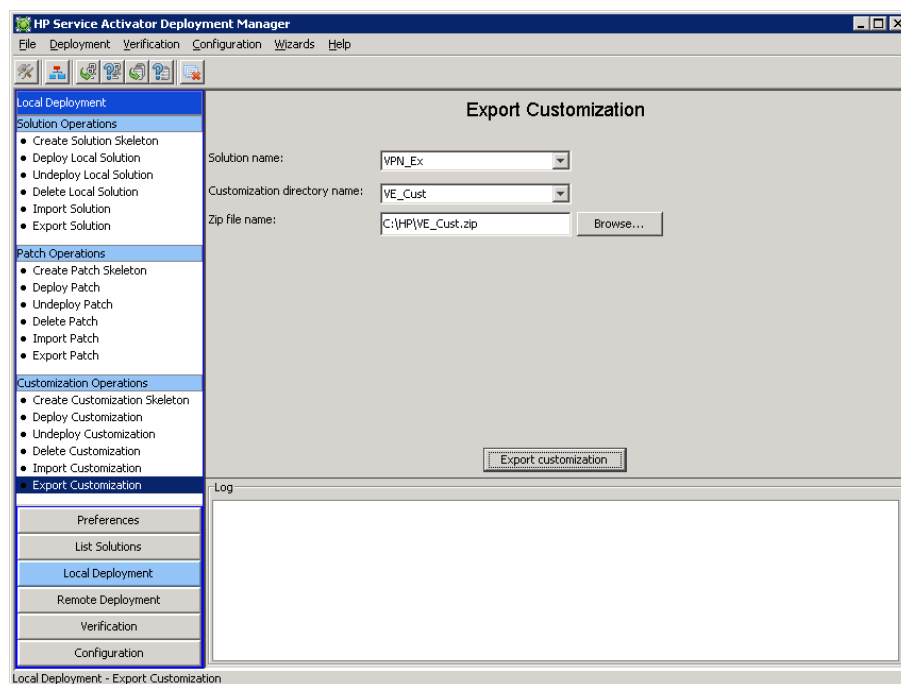 HP Service Activator Deployment Manager
File Deployment Verification Configuration Wizards Help
Local Deployment
Solution Operations
Create Solution Skeleton
Deploy Local Solution
Undeploy Local Solution
Delete Local Solution
Import Solution
Export Solution
Patch Operations
Create Patch Skeleton
Deploy Patch
Undeploy Patch
Delete Patch
Import Patch
Export Patch
Customization Operations
Create Customization Skeleton
Deploy Customization
Undeploy Customization
Delete Customization
Import Customization
Export Customization
Preferences
List Solutions
Local Deployment
Remote Deployment
Verification
Configuration
Export Customization
Solution name: VPN_Ex
Customization directory name: VE_Cust
Zip file name: C:\HP\VE_Cust.zip Browse...
Export customization
Log
Local Deployment - Export Customization